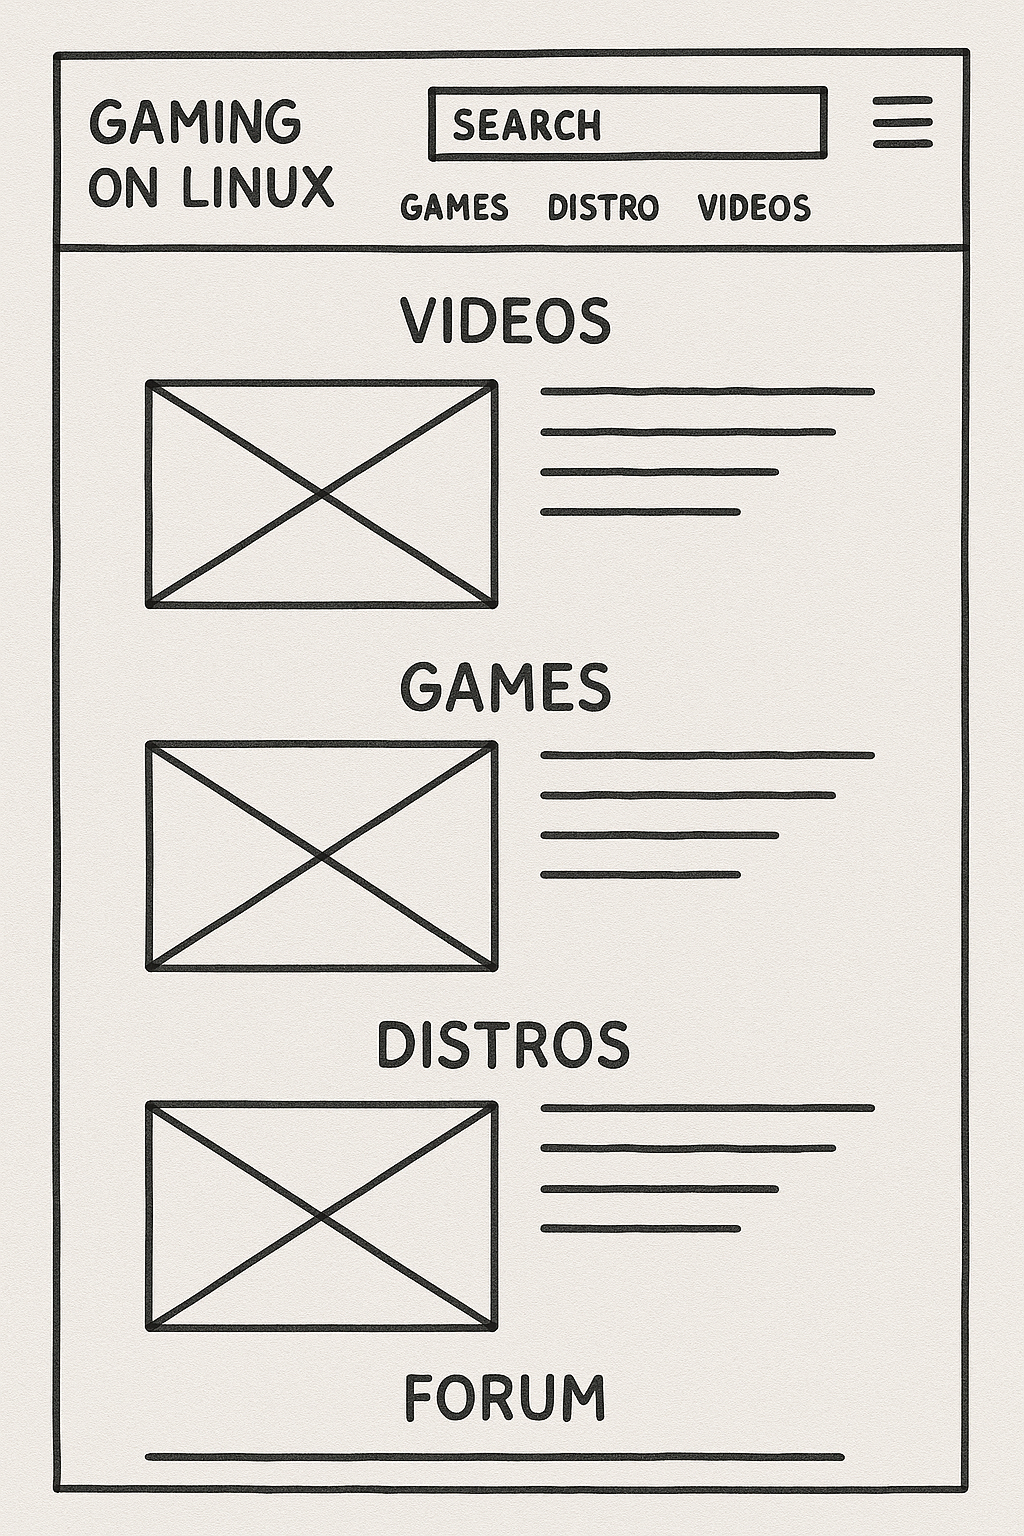 GAMING
ON LINUX
SEARCH
GAMES DISTRO VIDEOS
VIDEOS
GAMES
DISTROS
FORUM